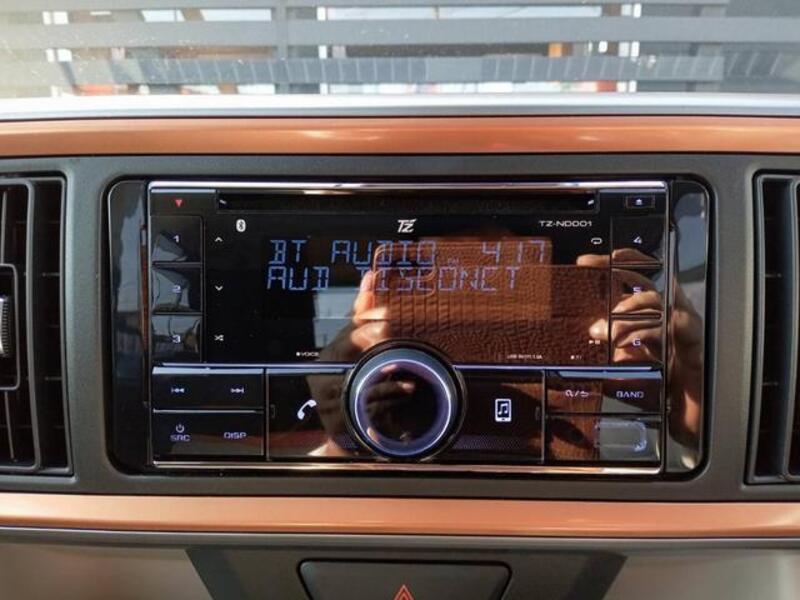 TZ
TZ-ND001
1
4
BT AUDIO 4:17
PM
AUD DISCONCT
2
5
3
6
VOICE
BAND
SRC
DISP